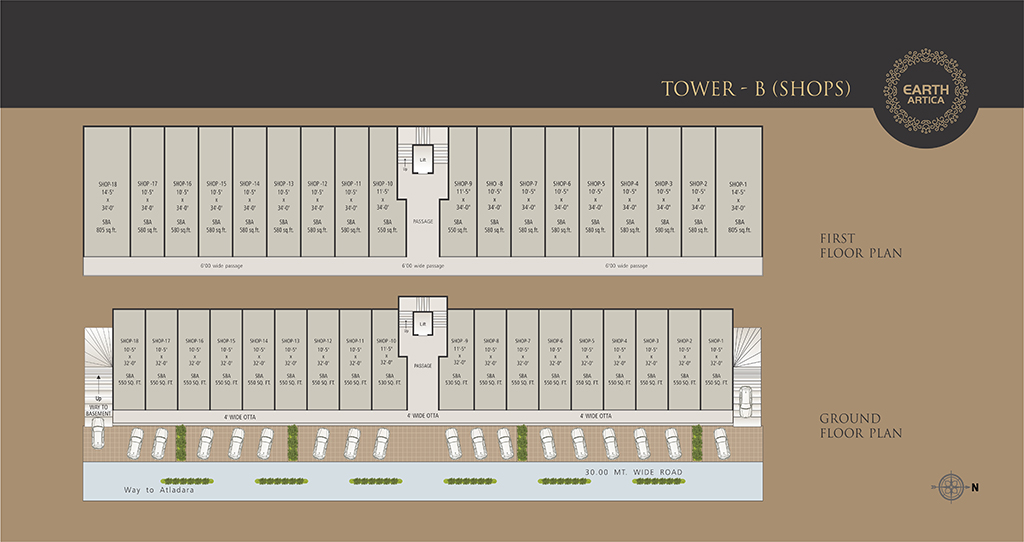 TOWER - B (SHOPS)
EARTH
ARTICA
SHOP-18
14'-5"
x
34'-0"
SBA
805 sq.ft.
SHOP -17
10'-5"
x
34'-0"
SBA
580 sq ft.
SHOP-16
10'-5"
x
34'-0"
SBA
580 sq.ft.
SHOP -15
10'-5"
x
34'-0"
SBA
580 sq.ft.
SHOP -14
10'-5"
x
34'-0"
SBA
580 sq.ft.
SHOP -13
10'-5"
x
34'-0"
SBA
580 sq.ft.
SHOP -12
10'-5"
x
34'-0"
SBA
580 sq.ft.
SHOP -11
10'-5"
x
34'-0"
SBA
580 sq.ft.
SHOP -10
11'-5"
x
34'-0"
SBA
550 sq.ft.
Lift
Up
PASSAGE
SHOP-9
11'-5"
x
34'-0"
SBA
550 sq.ft.
SHO -8
10'-5"
x
34'-0"
SBA
580 sq.ft.
SHOP-7
10'-5"
x
34'-0"
SBA
580 sq.ft.
SHOP-6
10'-5"
x
34'-0"
SBA
580 sq.ft.
SHOP-5
10'-5"
x
34'-0"
SBA
580 sq.ft.
SHOP-4
10'-5"
x
34'-0"
SBA
580 sq.ft.
SHOP-3
10'-5"
x
34'-0"
SBA
580 sq.ft.
SHOP-2
10'-5"
x
34'-0"
SBA
580 sq.ft.
SHOP-1
14'-5"
x
34'-0"
SBA
805 sq.ft.
6'00 wide passage
6'00 wide passage
6'00 wide passage
FIRST
FLOOR PLAN
SHOP-18
10'-5"
x
32'-0"
SBA
550 SQ. FT.
SHOP-17
10'-5"
x
32'-0"
SBA
550 SQ. FT.
SHOP-16
10'-5"
x
32'-0"
SBA
550 SQ. FT.
SHOP-15
10'-5"
x
32'-0"
SBA
550 SQ. FT.
SHOP-14
10'-5"
x
32'-0"
SBA
550 SQ. FT.
SHOP-13
10'-5"
x
32'-0"
SBA
550 SQ. FT.
SHOP-12
10'-5"
x
32'-0"
SBA
550 SQ. FT.
SHOP-11
10'-5"
x
32'-0"
SBA
550 SQ. FT.
SHOP-10
11'-5"
x
32'-0"
SBA
530 SQ. FT.
Lift
Up
PASSAGE
SHOP -9
11'-5"
x
32'-0"
SBA
530 SQ. FT.
SHOP-8
10'-5"
x
32'-0"
SBA
550 SQ. FT.
SHOP-7
10'-5"
x
32'-0"
SBA
550 SQ. FT.
SHOP-6
10'-5"
x
32'-0"
SBA
550 SQ. FT.
SHOP-5
10'-5"
x
32'-0"
SBA
550 SQ. FT.
SHOP-4
10'-5"
x
32'-0"
SBA
550 SQ. FT.
SHOP-3
10'-5"
x
32'-0"
SBA
550 SQ. FT.
SHOP-2
10'-5"
x
32'-0"
SBA
550 SQ. FT.
SHOP-1
10'-5"
x
32'-0"
SBA
550 SQ. FT.
Up
WAY TO
BASEMENT
4' WIDE OTTA
4' WIDE OTTA
4' WIDE OTTA
GROUND
FLOOR PLAN
30.00 MT. WIDE ROAD
Way to Atladara
N